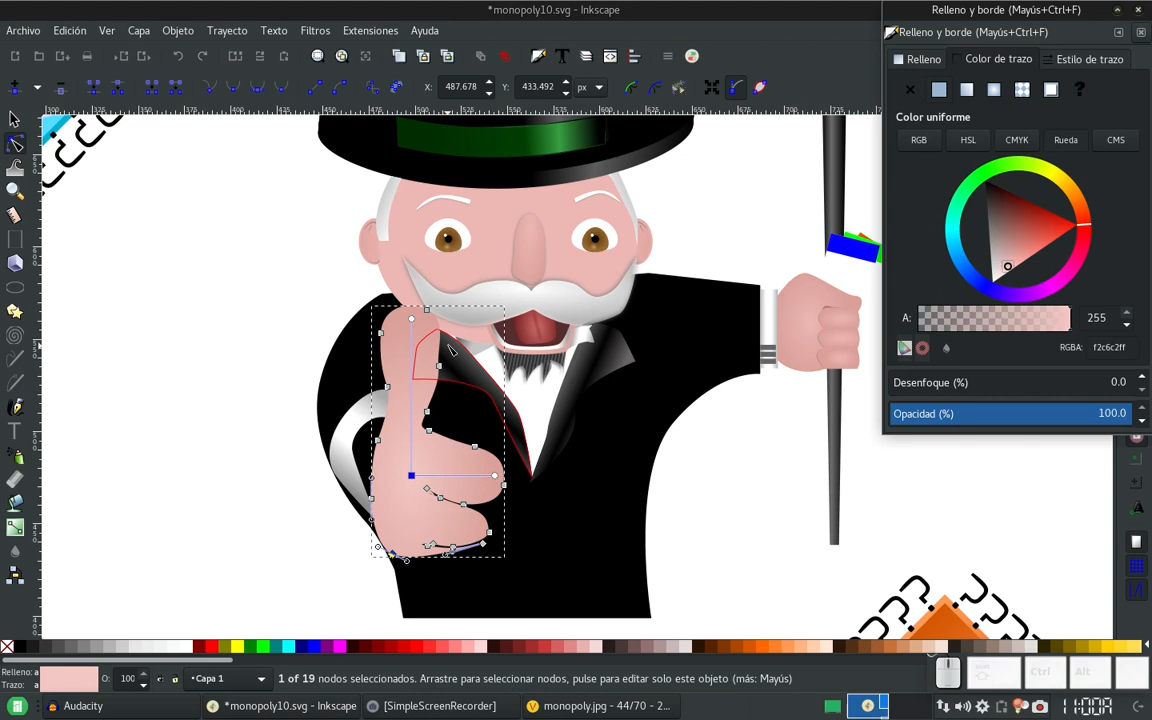 *monopoly10.svg - Inkscape
Relleno y borde (Mayús+Ctrl+F)
Archivo Edición Ver Capa Objeto Trayecto Texto Filtros Extensiones Ayuda
Relleno y borde (Mayús+Ctrl+F)
Relleno Color de trazo Estilo de trazo
X: 487.678 Y: 433.492 px
?
Color uniforme
RGB HSL CMYK Rueda CMS
A: 255
RGBA: f2c6c2ff
Desenfoque (%) 0.0
Opacidad (%) 100.0
Relleno: a
Trazo: a
O: 100
•Capa 1
1 of 19 nodos seleccionados. Arrastre para seleccionar nodos, pulse para editar solo este objeto (más: Mayús)
Ctrl Alt
Audacity *monopoly10.svg - Inkscape [SimpleScreenRecorder] monopoly.jpg - 44/70 - 2...